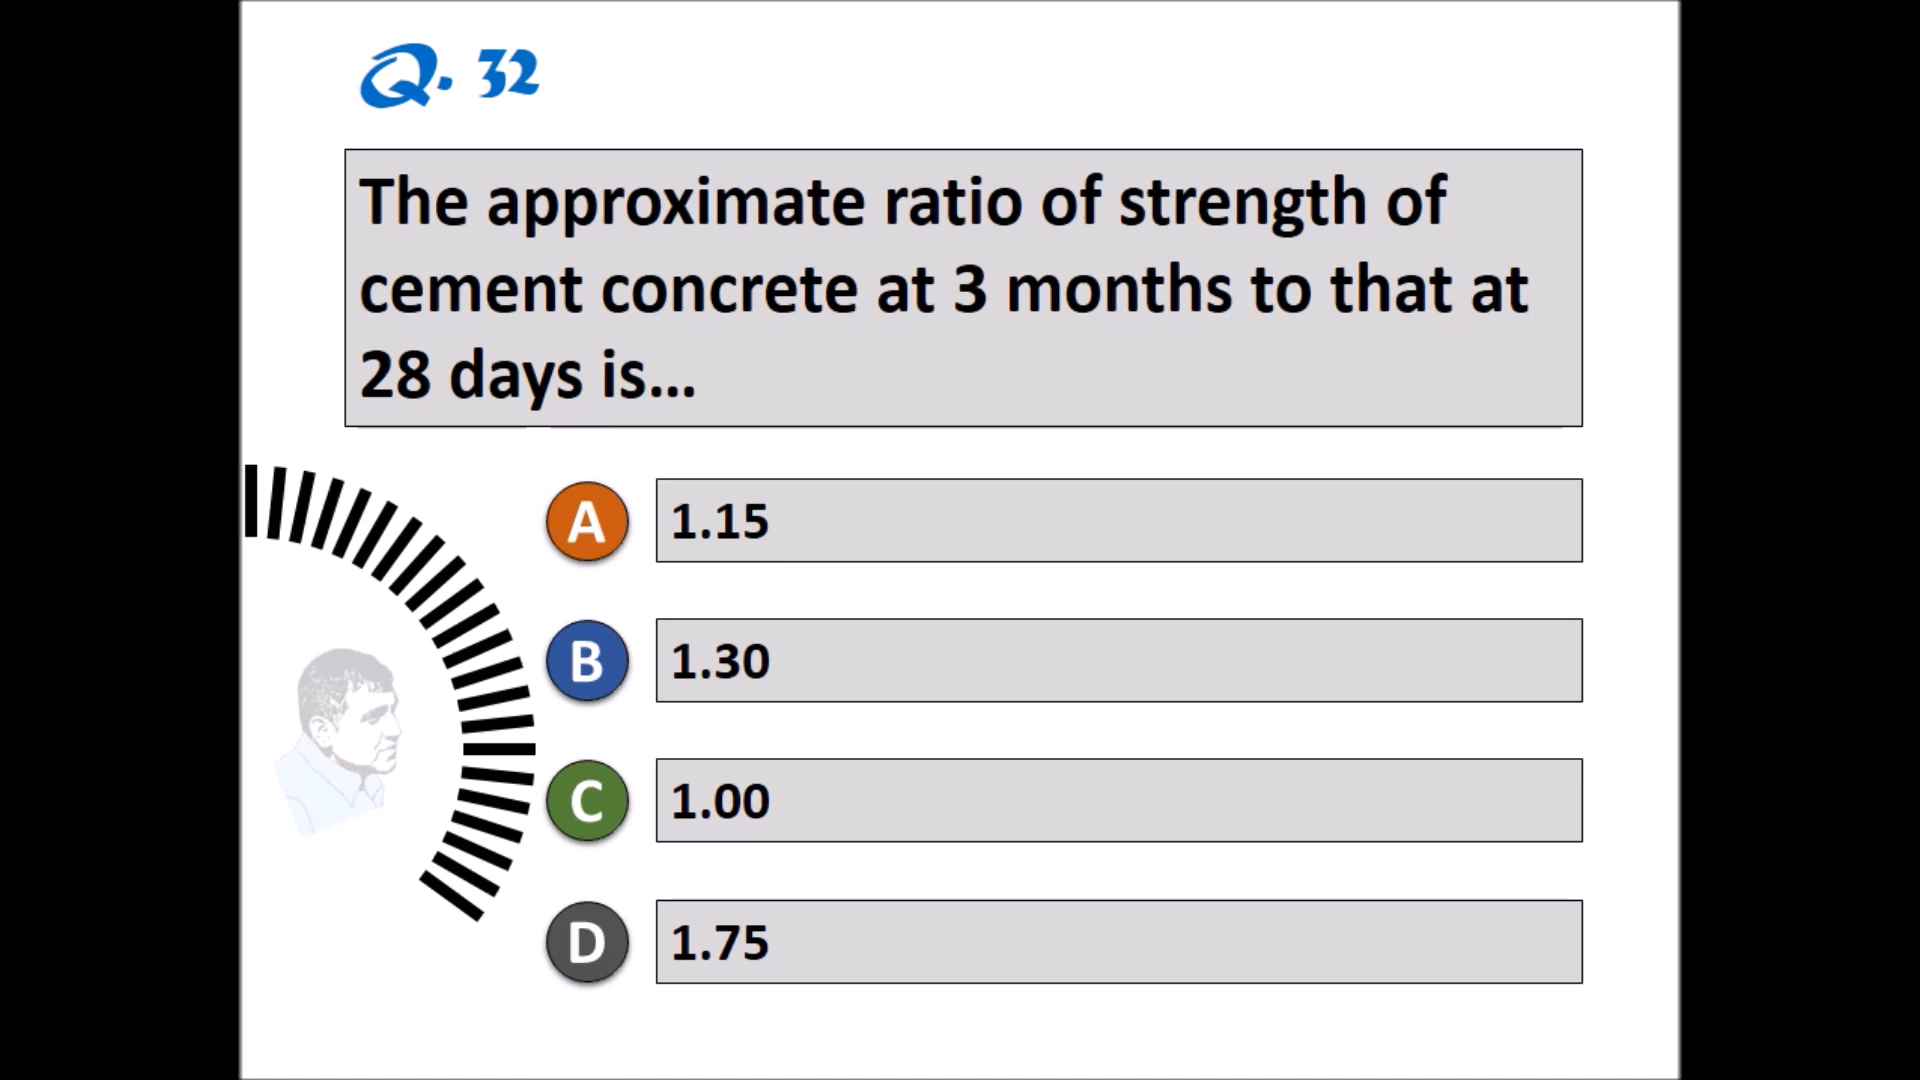 Q. 32
The approximate ratio of strength of
cement concrete at 3 months to that at
28 days is...
A 1.15
B 1.30
C 1.00
D 1.75